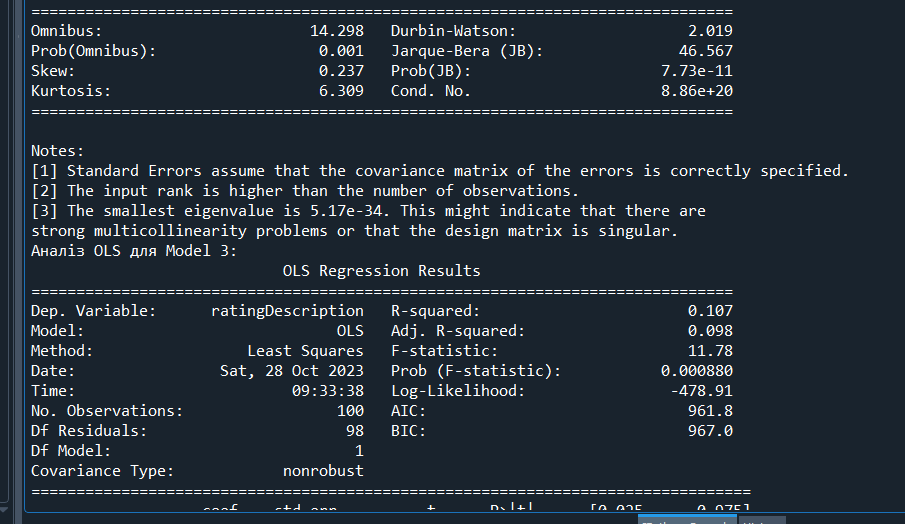 ==============================================================================
Omnibus:                       14.298   Durbin-Watson:                   2.019
Prob(Omnibus):                  0.001   Jarque-Bera (JB):               46.567
Skew:                           0.237   Prob(JB):                     7.73e-11
Kurtosis:                       6.309   Cond. No.                     8.86e+20
==============================================================================
Notes:
[1] Standard Errors assume that the covariance matrix of the errors is correctly specified.
[2] The input rank is higher than the number of observations.
[3] The smallest eigenvalue is 5.17e-34. This might indicate that there are
strong multicollinearity problems or that the design matrix is singular.
Аналіз OLS для Model 3:
                            OLS Regression Results
==============================================================================
Dep. Variable:      ratingDescription   R-squared:                       0.107
Model:                            OLS   Adj. R-squared:                  0.098
Method:                 Least Squares   F-statistic:                     11.78
Date:                Sat, 28 Oct 2023   Prob (F-statistic):           0.000880
Time:                        09:33:38   Log-Likelihood:                -478.91
No. Observations:                 100   AIC:                             961.8
Df Residuals:                      98   BIC:                             967.0
Df Model:                           1
Covariance Type:            nonrobust
================================================================================
coef    std err          t      P>|t|      [0.025      0.975]